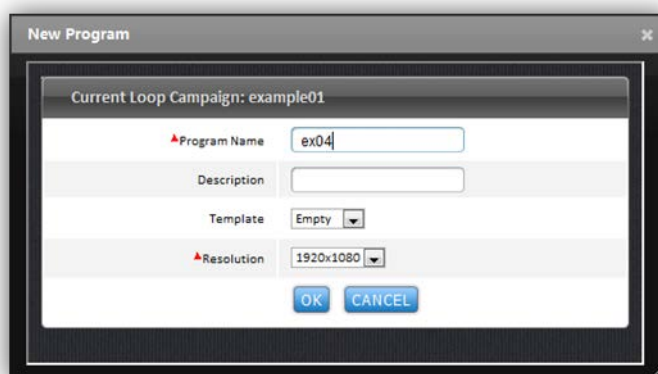 New Program
Current Loop Campaign: example01
Program Name ex04
Description
Template Empty
Resolution 1920x1080
OK CANCEL